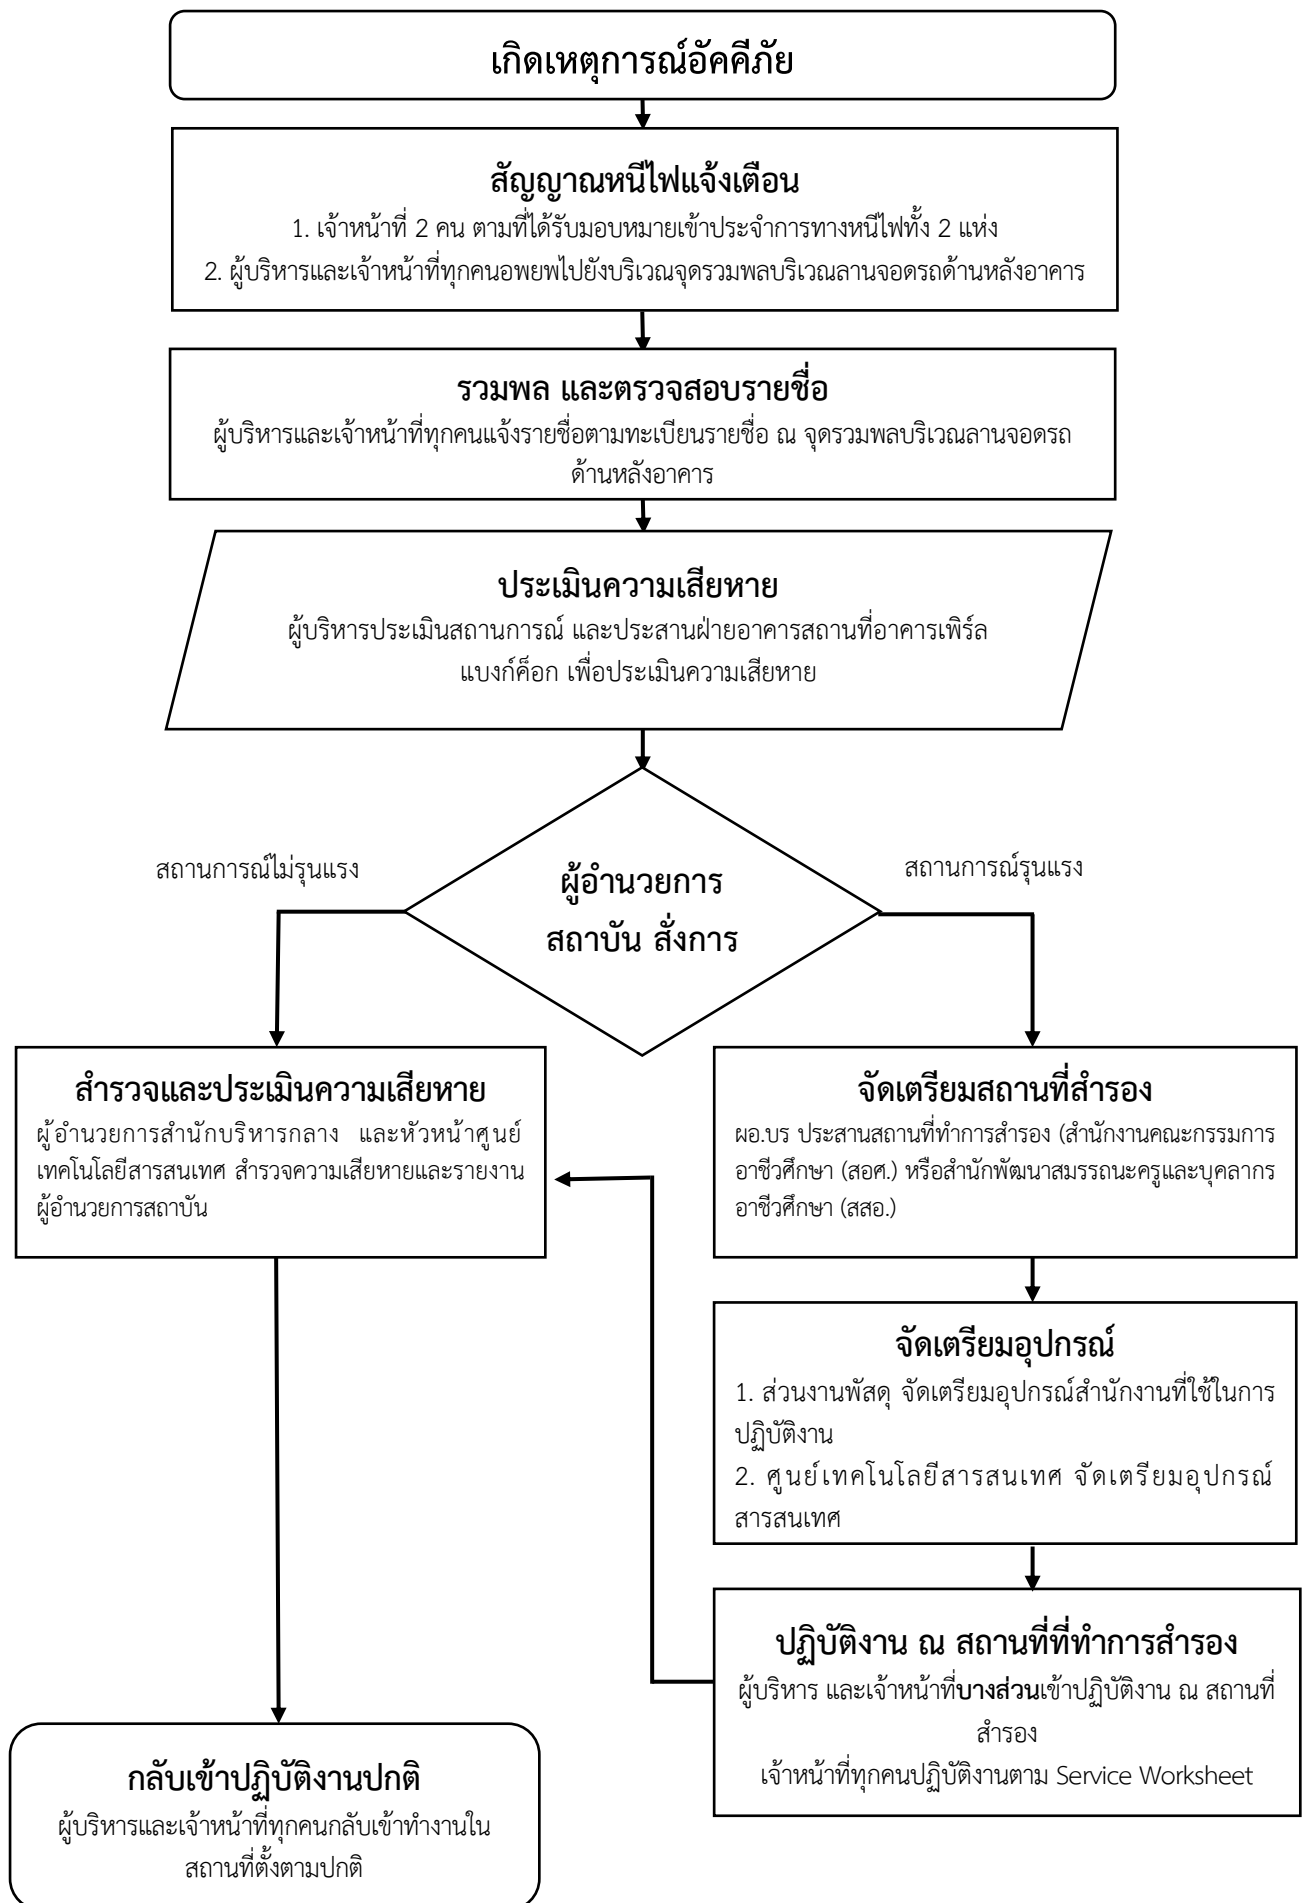 เกิดเหตุการณ์อัคคีภัย
สัญญาณหนีไฟแจ้งเตือน
1. เจ้าหน้าที่ 2 คน ตามที่ได้รับมอบหมายเข้าประจำการทางหนีไฟทั้ง 2 แห่ง
2. ผู้บริหารและเจ้าหน้าที่ทุกคนอพยพไปยังบริเวณจุดรวมพลบริเวณลานจอดรถด้านหลังอาคาร
รวมพล และตรวจสอบรายชื่อ
ผู้บริหารและเจ้าหน้าที่ทุกคนแจ้งรายชื่อตามทะเบียนรายชื่อ ณ จุดรวมพลบริเวณลานจอดรถ
ด้านหลังอาคาร
ประเมินความเสียหาย
ผู้บริหารประเมินสถานการณ์ และประสานฝ่ายอาคารสถานที่อาคารเพิร์ล
แบงก์ค็อก เพื่อประเมินความเสียหาย
สถานการณ์ไม่รุนแรง
สถานการณ์รุนแรง
ผู้อำนวยการ
สถาบัน สั่งการ
สำรวจและประเมินความเสียหาย
ผู้อำนวยการสำนักบริหารกลาง และหัวหน้าศูนย์
เทคโนโลยีสารสนเทศ สำรวจความเสียหายและรายงาน
ผู้อำนวยการสถาบัน
จัดเตรียมสถานที่สำรอง
ผอ.บร ประสานสถานที่ทำการสำรอง (สำนักงานคณะกรรมการ
อาชีวศึกษา (สอศ.) หรือสำนักพัฒนาสมรรถนะครูและบุคลากร
อาชีวศึกษา (สสอ.)
จัดเตรียมอุปกรณ์
1. ส่วนงานพัสดุ จัดเตรียมอุปกรณ์สำนักงานที่ใช้ในการ
ปฏิบัติงาน
2. ศูนย์เทคโนโลยีสารสนเทศ จัดเตรียมอุปกรณ์
สารสนเทศ
ปฏิบัติงาน ณ สถานที่ที่ทำการสำรอง
ผู้บริหาร และเจ้าหน้าที่บางส่วนเข้าปฏิบัติงาน ณ สถานที่
สำรอง
เจ้าหน้าที่ทุกคนปฏิบัติงานตาม Service Worksheet
กลับเข้าปฏิบัติงานปกติ
ผู้บริหารและเจ้าหน้าที่ทุกคนกลับเข้าทำงานใน
สถานที่ตั้งตามปกติ